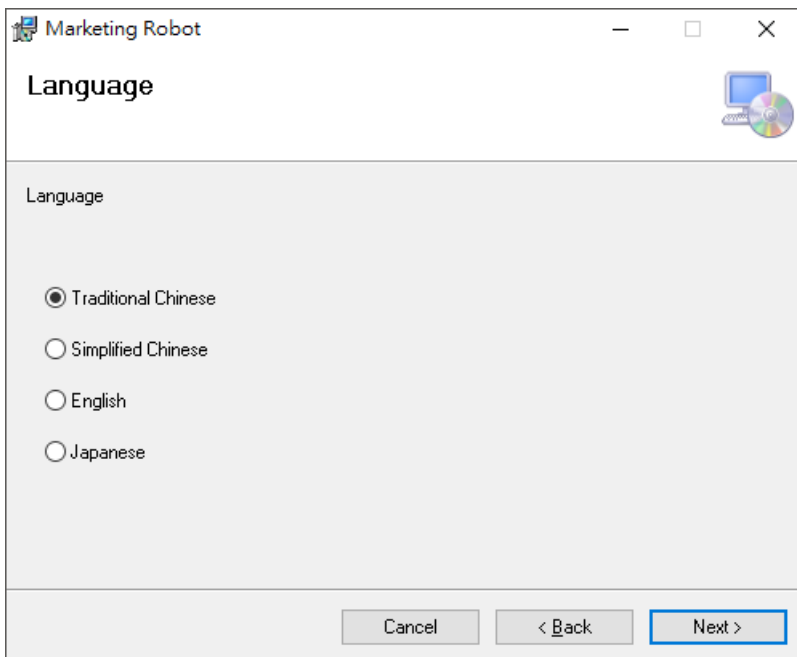 Marketing Robot
Language
Language
Traditional Chinese
Simplified Chinese
English
Japanese
Cancel
< Back
Next >